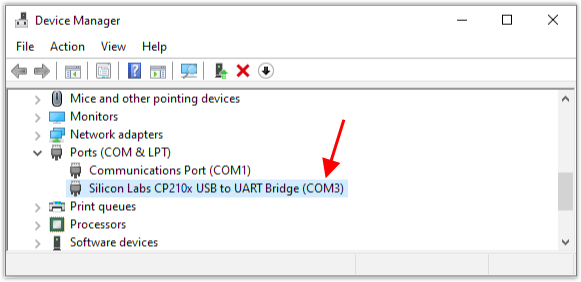 Device Manager
File Action View Help
Mice and other pointing devices
Monitors
Network adapters
Ports (COM & LPT)
Communications Port (COM1)
Silicon Labs CP210x USB to UART Bridge (COM3)
Print queues
Processors
Software devices